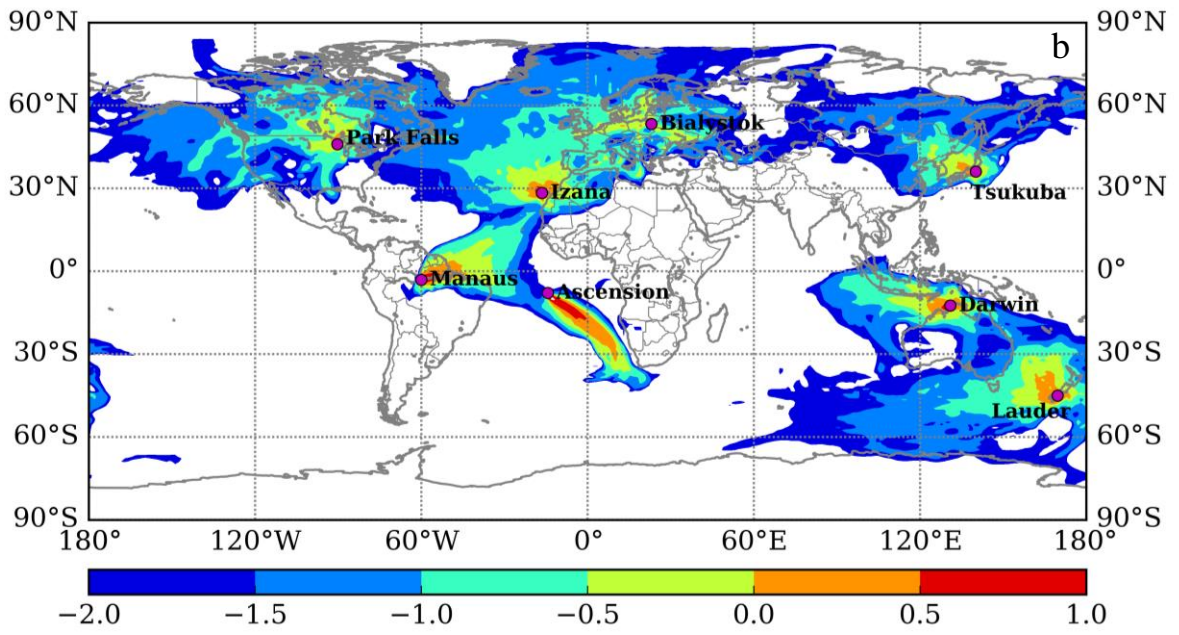 90°N 90°N
b
60°N 60°N
Park Falls Bialystok
30°N Izana Tsukuba 30°N
0° Manaus Ascension Darwin 0°
30°S 30°S
Lauder
60°S 60°S
90°S 90°S
180° 120°W 60°W 0° 60°E 120°E 180°
−2.0 −1.5 −1.0 −0.5 0.0 0.5 1.0